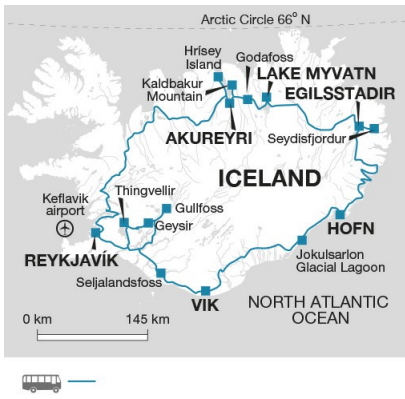 Arctic Circle 66° N
Hrísey
Island
Godafoss
Kaldbakur
Mountain
LAKE MYVATN
EGILSSTADIR
AKUREYRI
Seydisfjordur
ICELAND
Thingvellir
Keflavik
airport
Gullfoss
Geysir
HOFN
REYKJAVÍK
Jokulsarlon
Glacial Lagoon
Seljalandsfoss
VIK
NORTH ATLANTIC
OCEAN
0 km
145 km